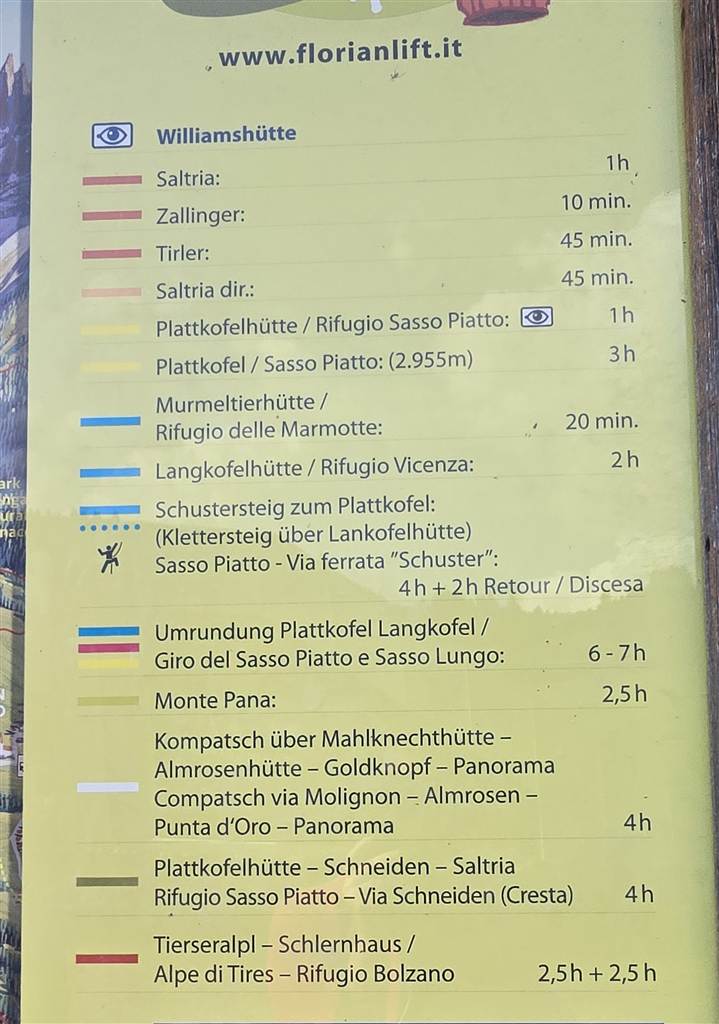 www.florianlift.it
Williamshütte
Saltria: 1h
Zallinger: 10 min.
Tirler: 45 min.
Saltria dir.: 45 min.
Plattkofelhütte / Rifugio Sasso Piatto: 1h
Plattkofel / Sasso Piatto: (2.955m) 3h
Murmeltierhütte /
Rifugio delle Marmotte: 20 min.
Langkofelhütte / Rifugio Vicenza: 2h
Schustersteig zum Plattkofel:
(Klettersteig über Lankofelhütte)
Sasso Piatto - Via ferrata "Schuster":
4h + 2h Retour / Discesa
Umrundung Plattkofel Langkofel /
Giro del Sasso Piatto e Sasso Lungo: 6 - 7h
Monte Pana: 2,5h
Kompatsch über Mahlknechthütte –
Almrosenhütte – Goldknopf – Panorama
Compatsch via Molignon – Almrosen –
Punta d'Oro – Panorama 4h
Plattkofelhütte – Schneiden – Saltria
Rifugio Sasso Piatto – Via Schneiden (Cresta) 4h
Tierseralpl – Schlernhaus /
Alpe di Tires – Rifugio Bolzano 2,5h + 2,5h